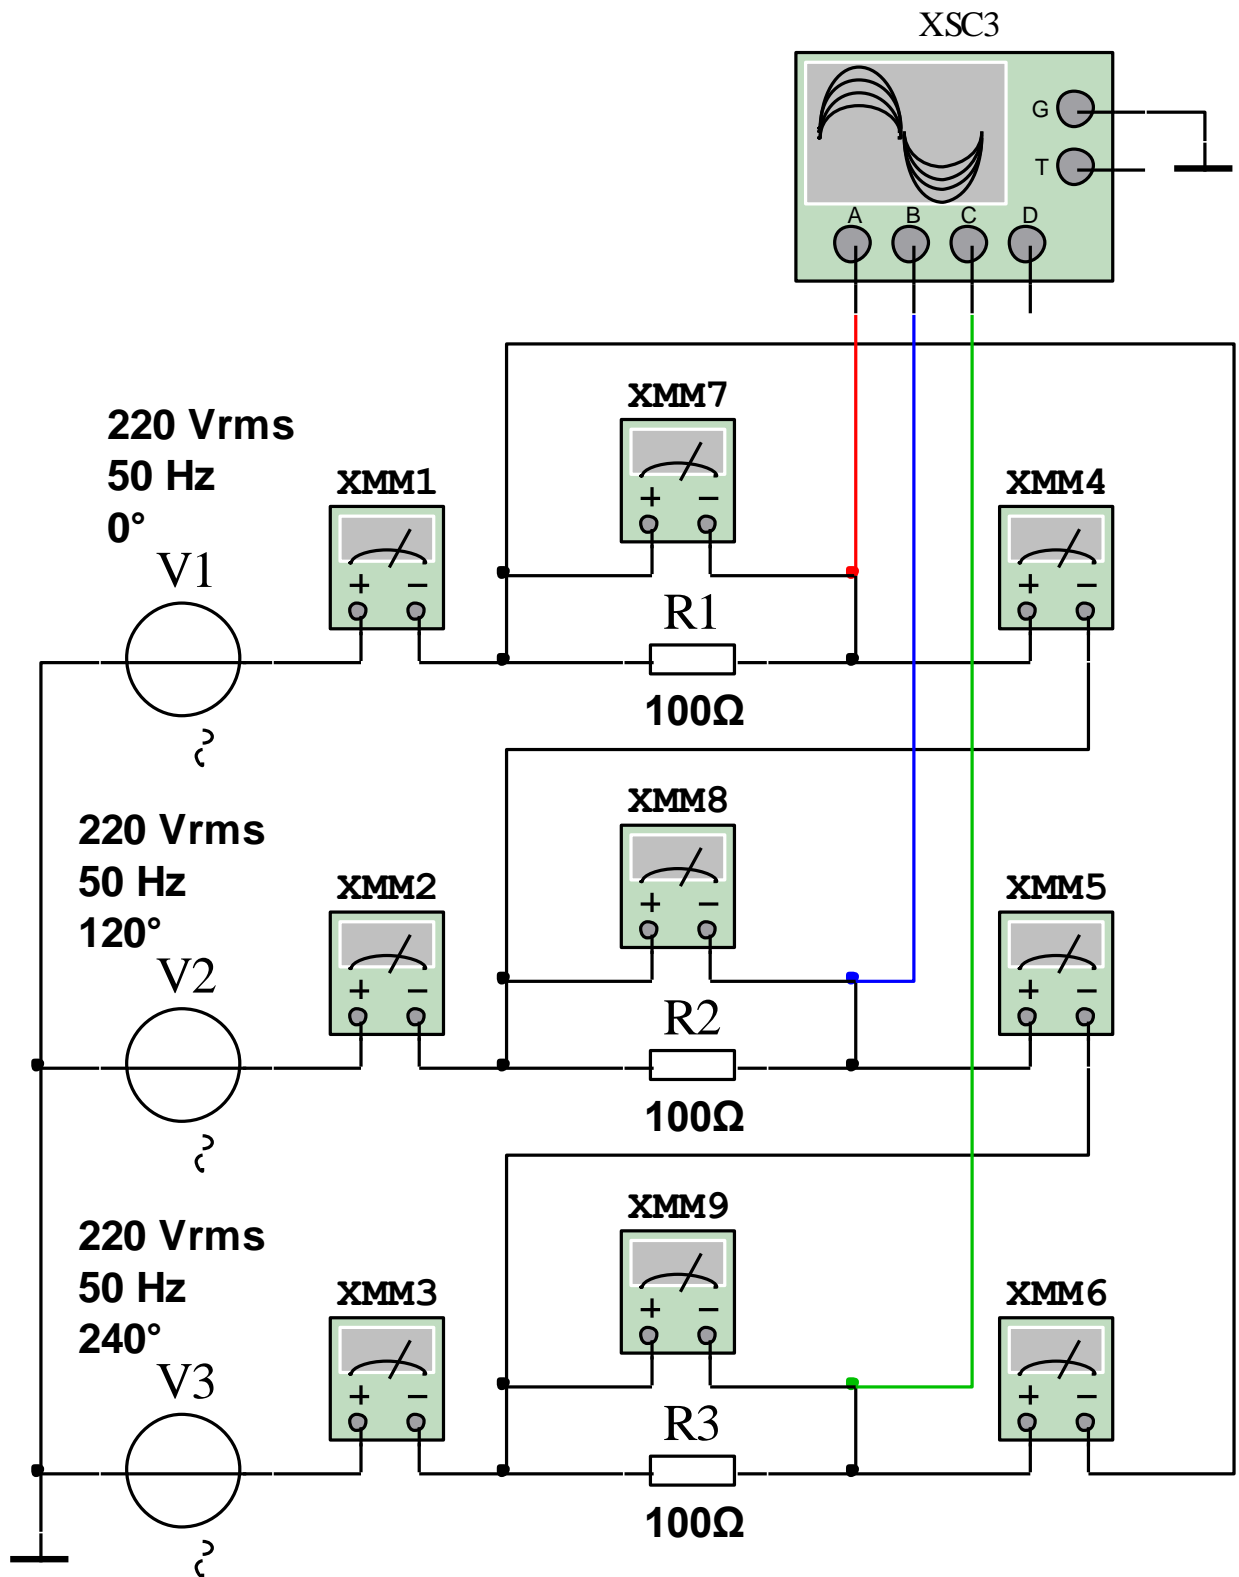 XSC3
G
T
A B C D
XMM7
+ −
220 Vrms
50 Hz
0°
V1
XMM1
+ −
XMM4
+ −
R1
100Ω
XMM8
+ −
220 Vrms
50 Hz
120°
V2
XMM2
+ −
XMM5
+ −
R2
100Ω
XMM9
+ −
220 Vrms
50 Hz
240°
V3
XMM3
+ −
XMM6
+ −
R3
100Ω